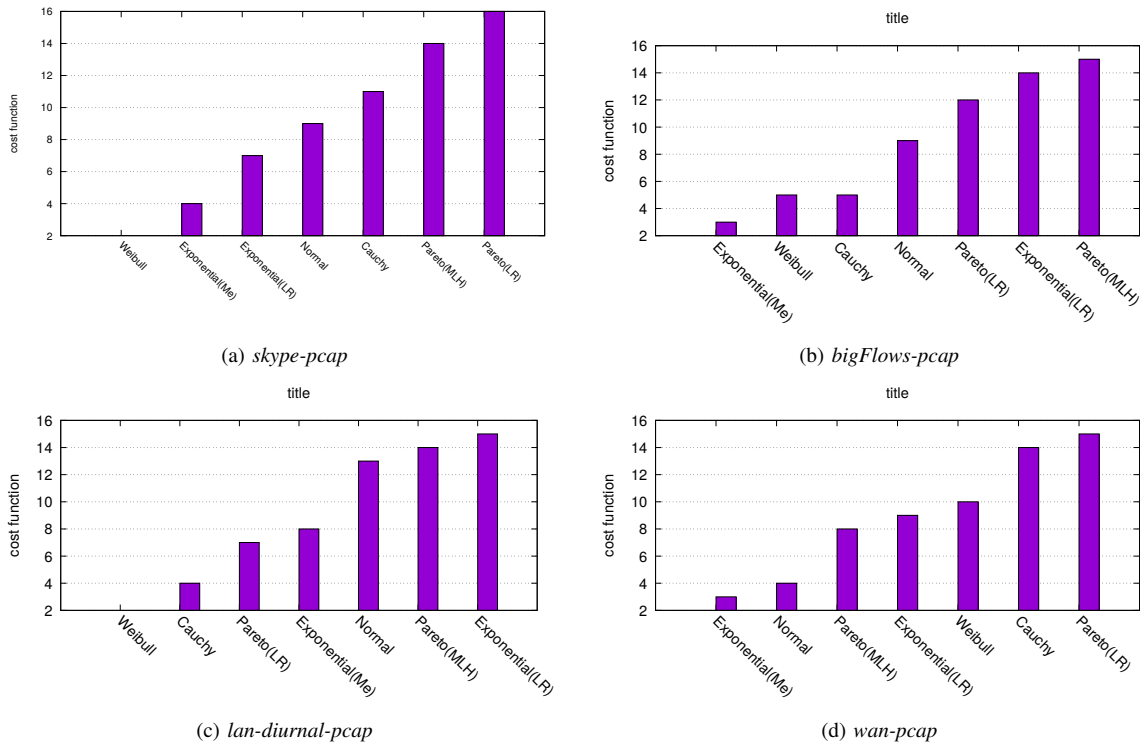 16
14
12
10
8
6
4
2
cost function
Weibull
Exponential(Me)
Exponential(LR)
Normal
Cauchy
Pareto(MLH)
Pareto(LR)
(a) skype-pcap
title
16
14
12
10
8
6
4
2
cost function
Exponential(Me)
Weibull
Cauchy
Normal
Pareto(LR)
Exponential(LR)
Pareto(MLH)
(b) bigFlows-pcap
title
16
14
12
10
8
6
4
2
cost function
Weibull
Cauchy
Pareto(LR)
Exponential(Me)
Normal
Pareto(MLH)
Exponential(LR)
(c) lan-diurnal-pcap
title
16
14
12
10
8
6
4
2
cost function
Exponential(Me)
Normal
Pareto(MLH)
Exponential(LR)
Weibull
Cauchy
Pareto(LR)
(d) wan-pcap